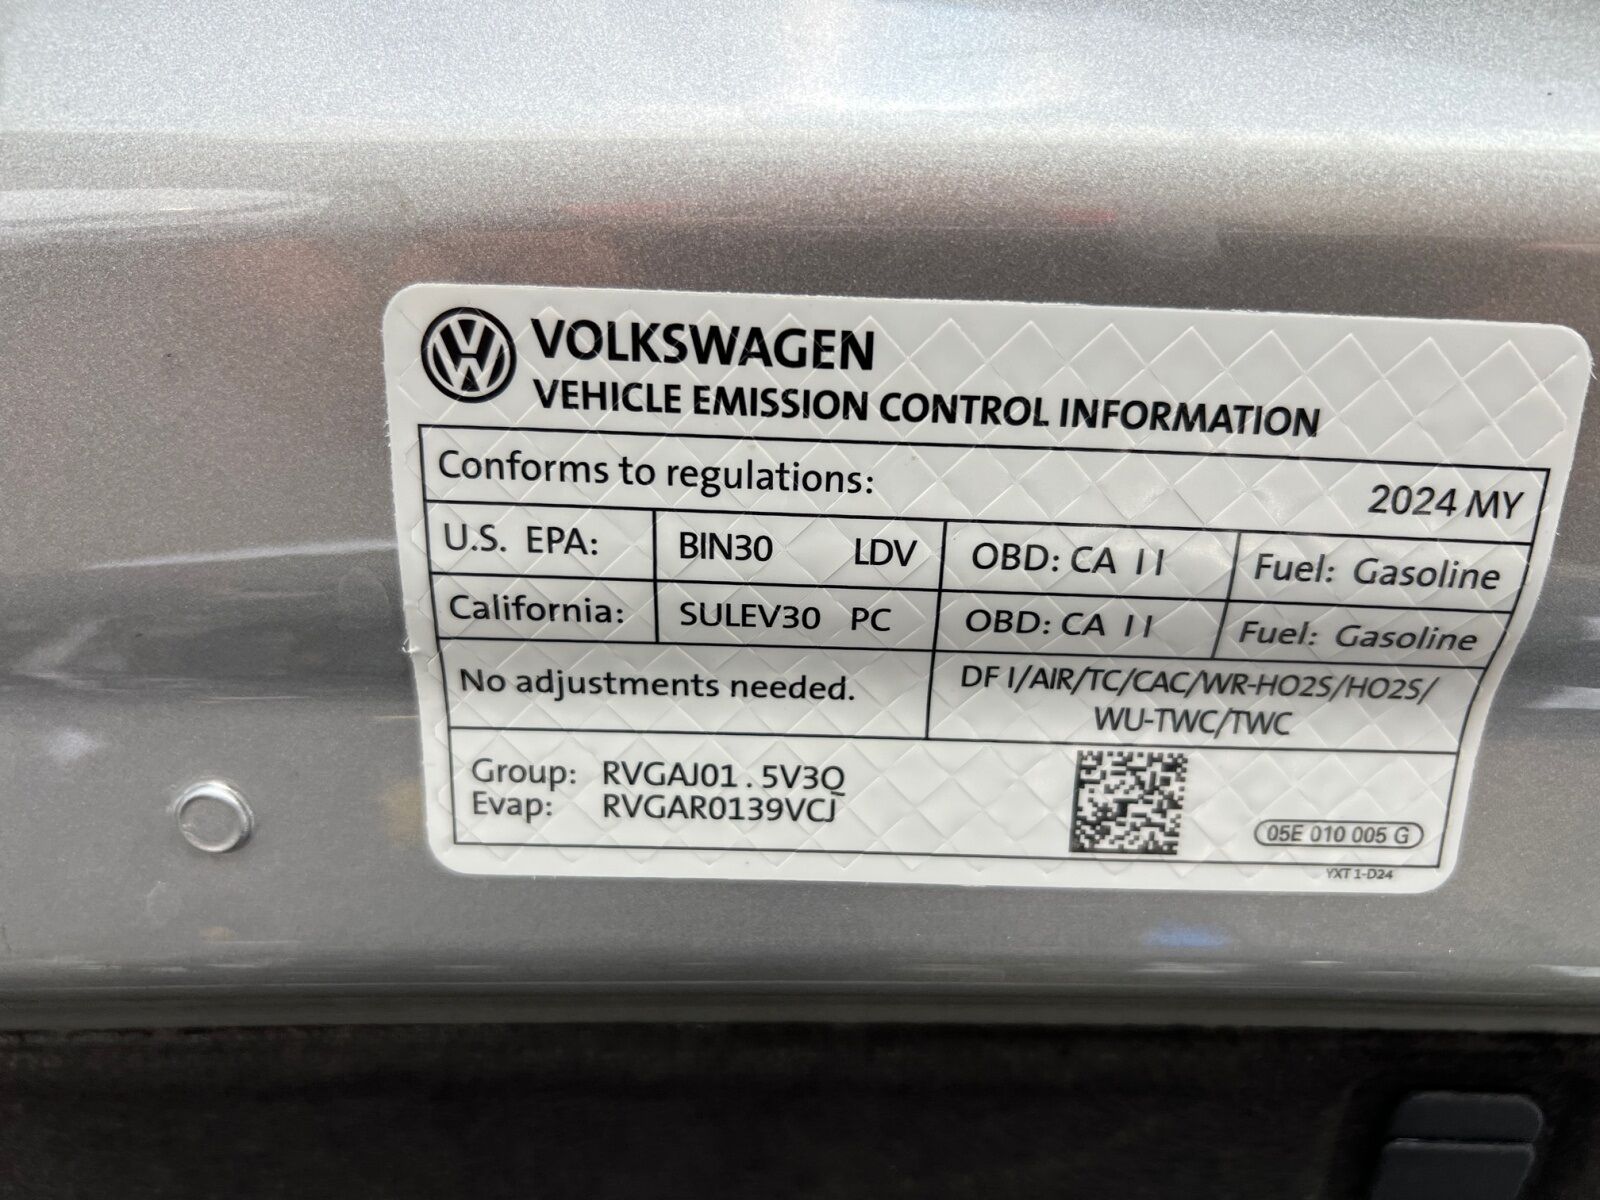 VOLKSWAGEN
VEHICLE EMISSION CONTROL INFORMATION
Conforms to regulations: 2024 MY
U.S. EPA: BIN30 LDV OBD: CA II Fuel: Gasoline
California: SULEV30 PC OBD: CA II Fuel: Gasoline
No adjustments needed. DFI/AIR/TC/CAC/WR-HO2S/HO2S/
WU-TWC/TWC
Group: RVGAJ01.5V3Q
Evap: RVGAR0139VCJ
05E 010 005 G
YXT 1-D24